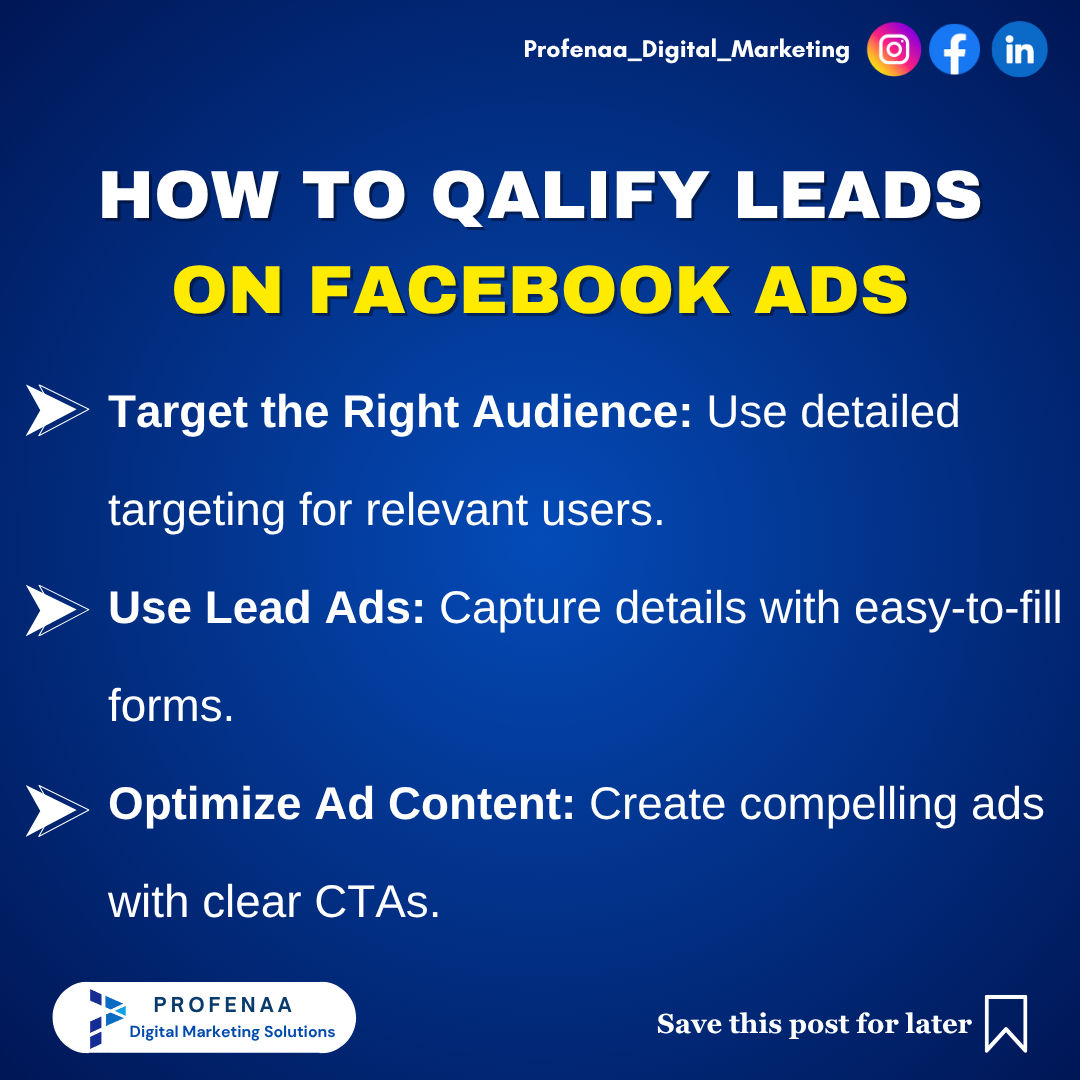 Profenaa_Digital_Marketing
HOW TO QALIFY LEADS
ON FACEBOOK ADS
Target the Right Audience: Use detailed
targeting for relevant users.
Use Lead Ads: Capture details with easy-to-fill
forms.
Optimize Ad Content: Create compelling ads
with clear CTAs.
PROFENAA
Digital Marketing Solutions
Save this post for later